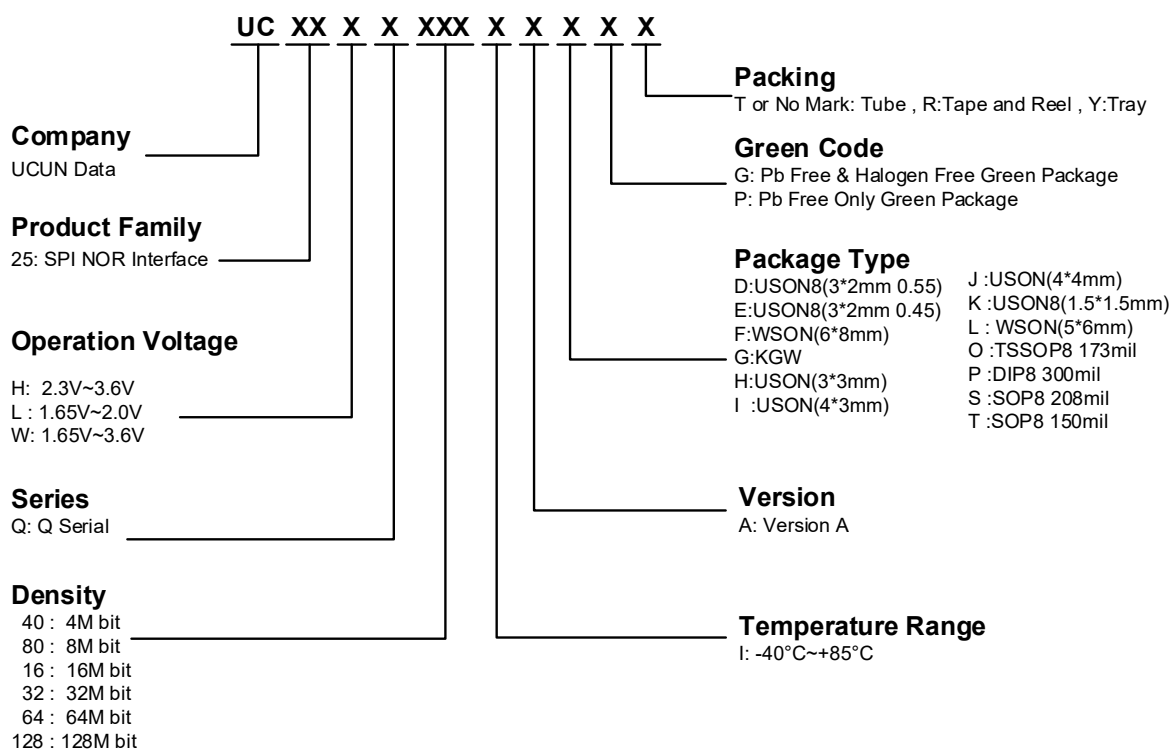 UC XX X X XXX X X X X X
Company
UCUN Data
Product Family
25: SPI NOR Interface
Operation Voltage
H: 2.3V~3.6V
L : 1.65V~2.0V
W: 1.65V~3.6V
Series
Q: Q Serial
Density
40 : 4M bit
80 : 8M bit
16 : 16M bit
32 : 32M bit
64 : 64M bit
128 : 128M bit
Packing
T or No Mark: Tube , R:Tape and Reel , Y:Tray
Green Code
G: Pb Free & Halogen Free Green Package
P: Pb Free Only Green Package
Package Type
D:USON8(3*2mm 0.55)
E:USON8(3*2mm 0.45)
F:WSON(6*8mm)
G:KGW
H:USON(3*3mm)
I :USON(4*3mm)
J :USON(4*4mm)
K :USON8(1.5*1.5mm)
L : WSON(5*6mm)
O :TSSOP8 173mil
P :DIP8 300mil
S :SOP8 208mil
T :SOP8 150mil
Version
A: Version A
Temperature Range
I: -40°C~+85°C